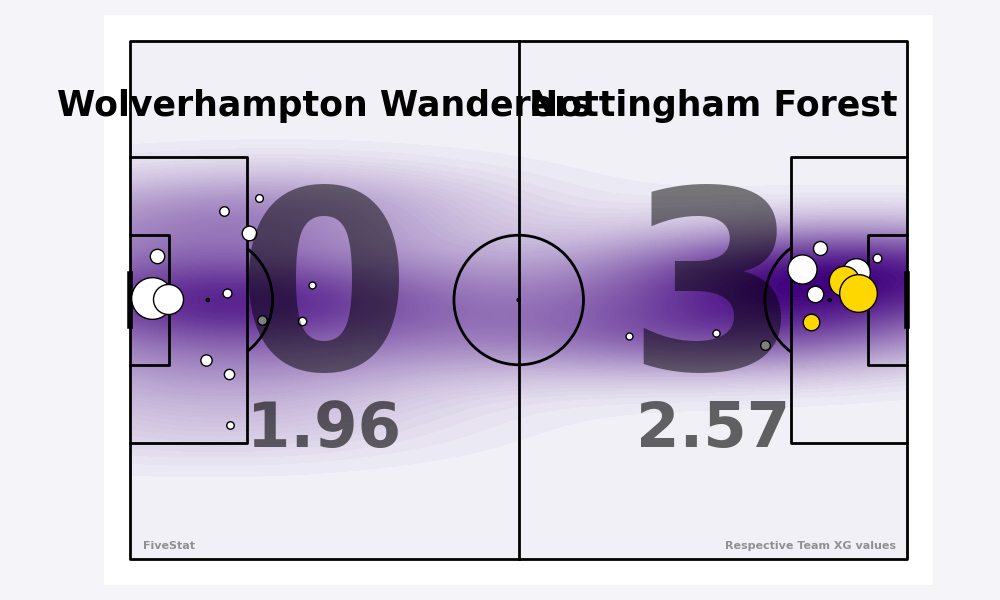 Wolverhampton Wanderers
Nottingham Forest
0
3
1.96
2.57
FiveStat
Respective Team XG values